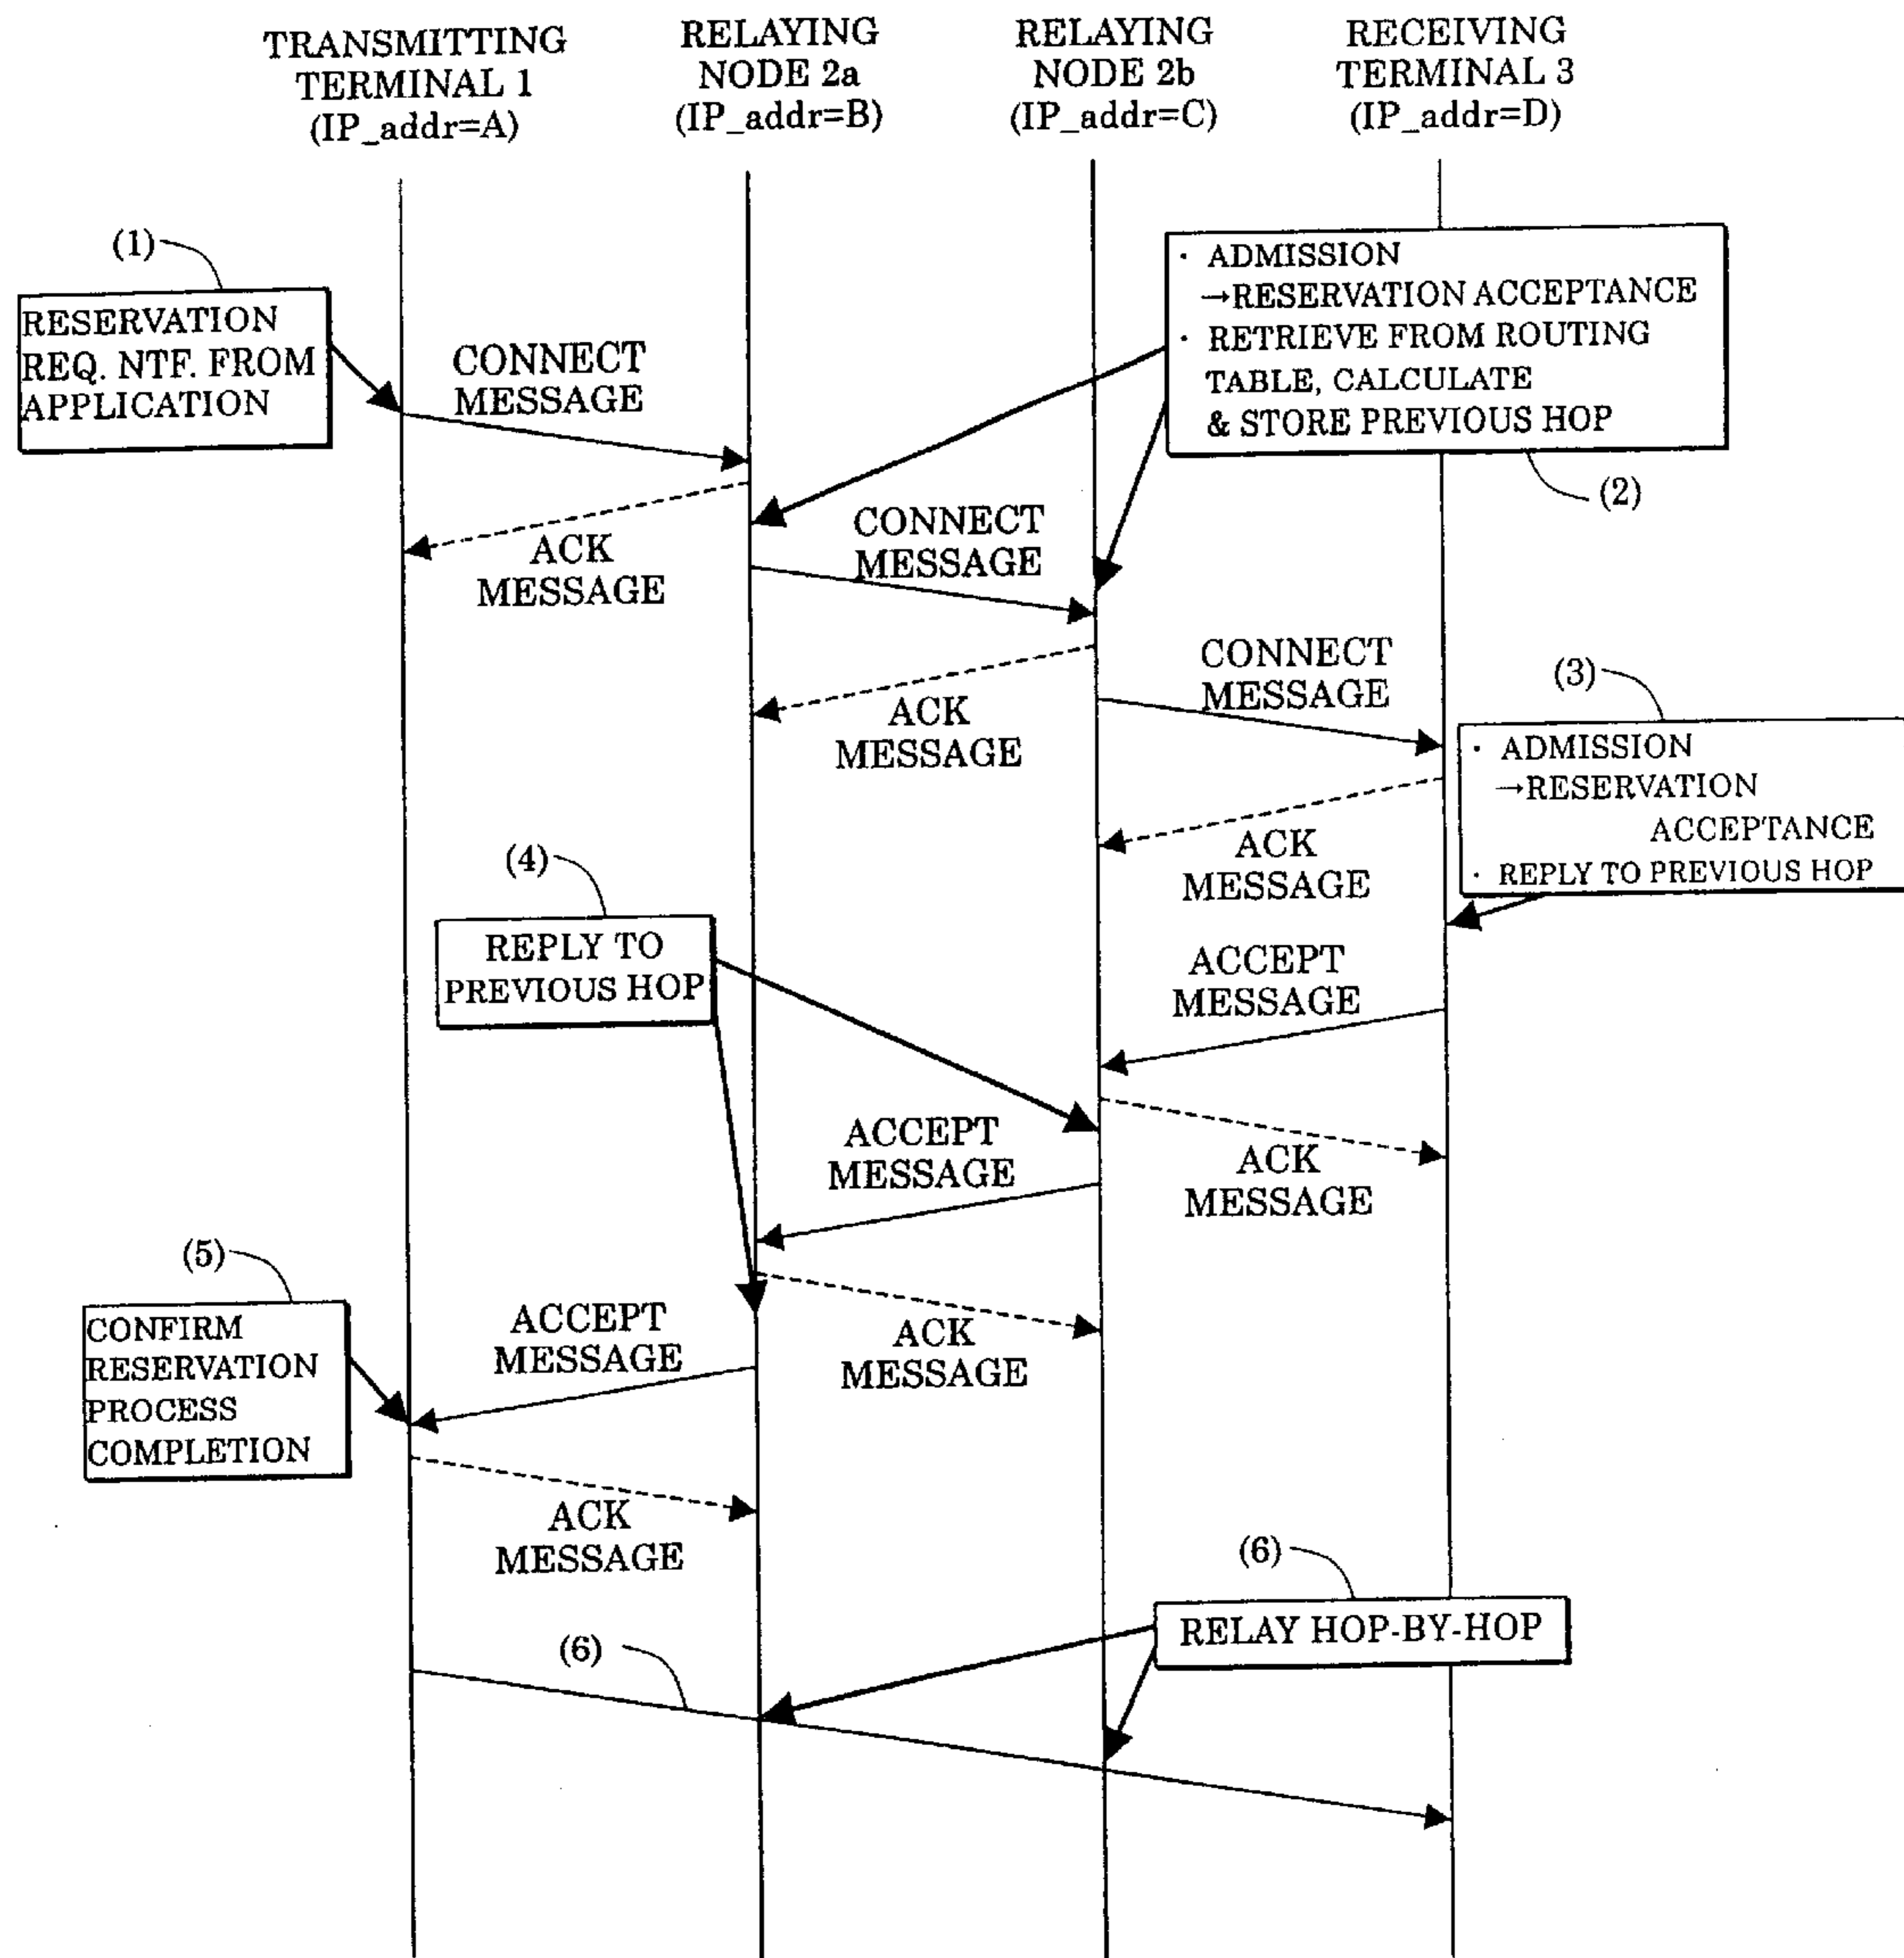 TRANSMITTING
TERMINAL 1
(IP_addr=A)
RELAYING
NODE 2a
(IP_addr=B)
RELAYING
NODE 2b
(IP_addr=C)
RECEIVING
TERMINAL 3
(IP_addr=D)
(1)
RESERVATION
REQ. NTF. FROM
APPLICATION
CONNECT
MESSAGE
· ADMISSION
→RESERVATION ACCEPTANCE
· RETRIEVE FROM ROUTING
TABLE, CALCULATE
& STORE PREVIOUS HOP
(2)
ACK
MESSAGE
CONNECT
MESSAGE
ACK
MESSAGE
CONNECT
MESSAGE
(3)
· ADMISSION
→RESERVATION
ACCEPTANCE
· REPLY TO PREVIOUS HOP
ACK
MESSAGE
(4)
REPLY TO
PREVIOUS HOP
ACCEPT
MESSAGE
ACCEPT
MESSAGE
ACK
MESSAGE
(5)
CONFIRM
RESERVATION
PROCESS
COMPLETION
ACCEPT
MESSAGE
ACK
MESSAGE
ACK
MESSAGE
(6)
RELAY HOP-BY-HOP
(6)